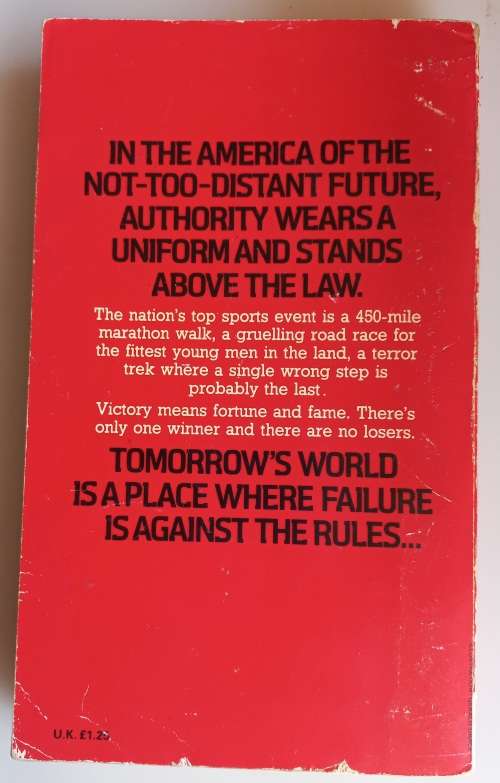 IN THE AMERICA OF THE
NOT-TOO-DISTANT FUTURE,
AUTHORITY WEARS A
UNIFORM AND STANDS
ABOVE THE LAW.
The nation's top sports event is a 450-mile
marathon walk, a gruelling road race for
the fittest young men in the land, a terror
trek where a single wrong step is
probably the last.
Victory means fortune and fame. There's
only one winner and there are no losers.
TOMORROW'S WORLD
IS A PLACE WHERE FAILURE
IS AGAINST THE RULES...
U.K.